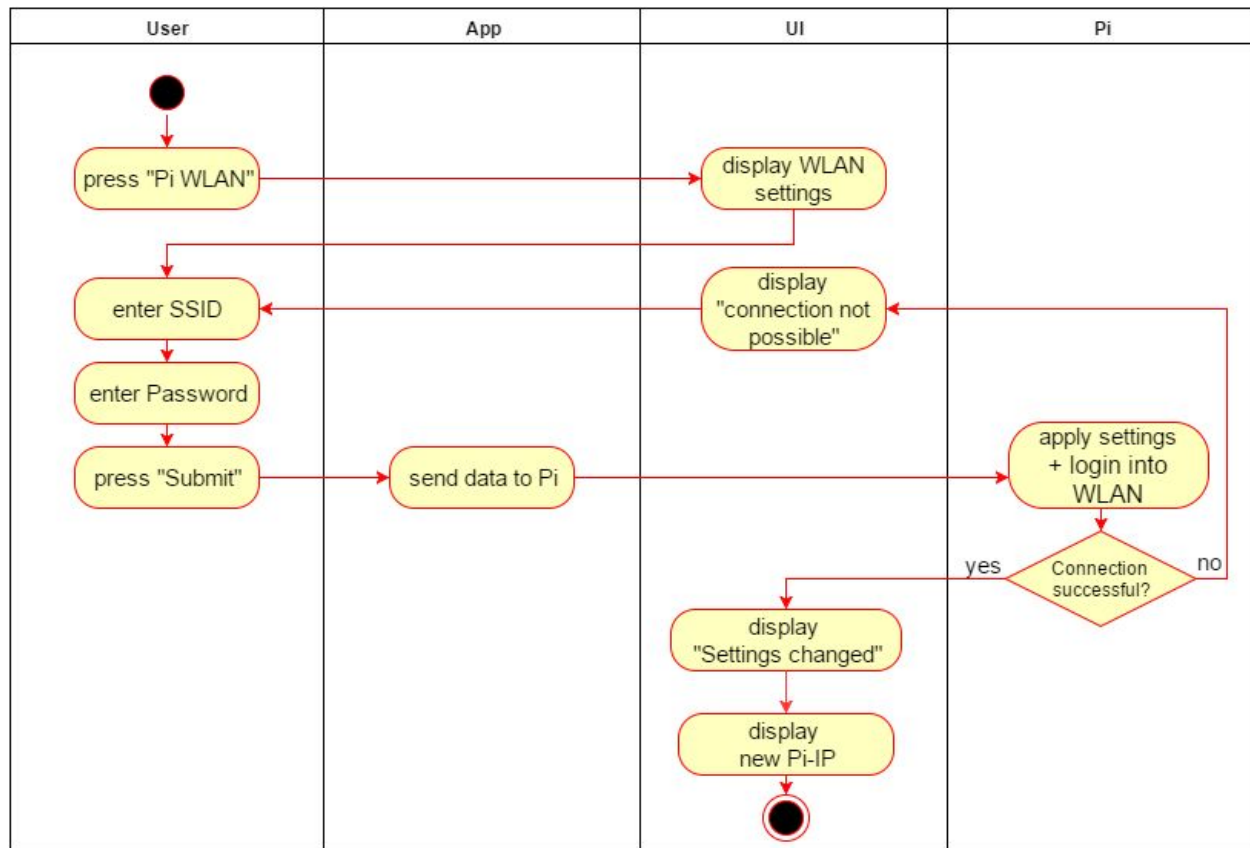 User
App
UI
Pi
press "Pi WLAN"
display WLAN
settings
enter SSID
display
"connection not
possible"
enter Password
press "Submit"
send data to Pi
apply settings
+ login into
WLAN
yes
Connection
successful?
no
display
"Settings changed"
display
new Pi-IP